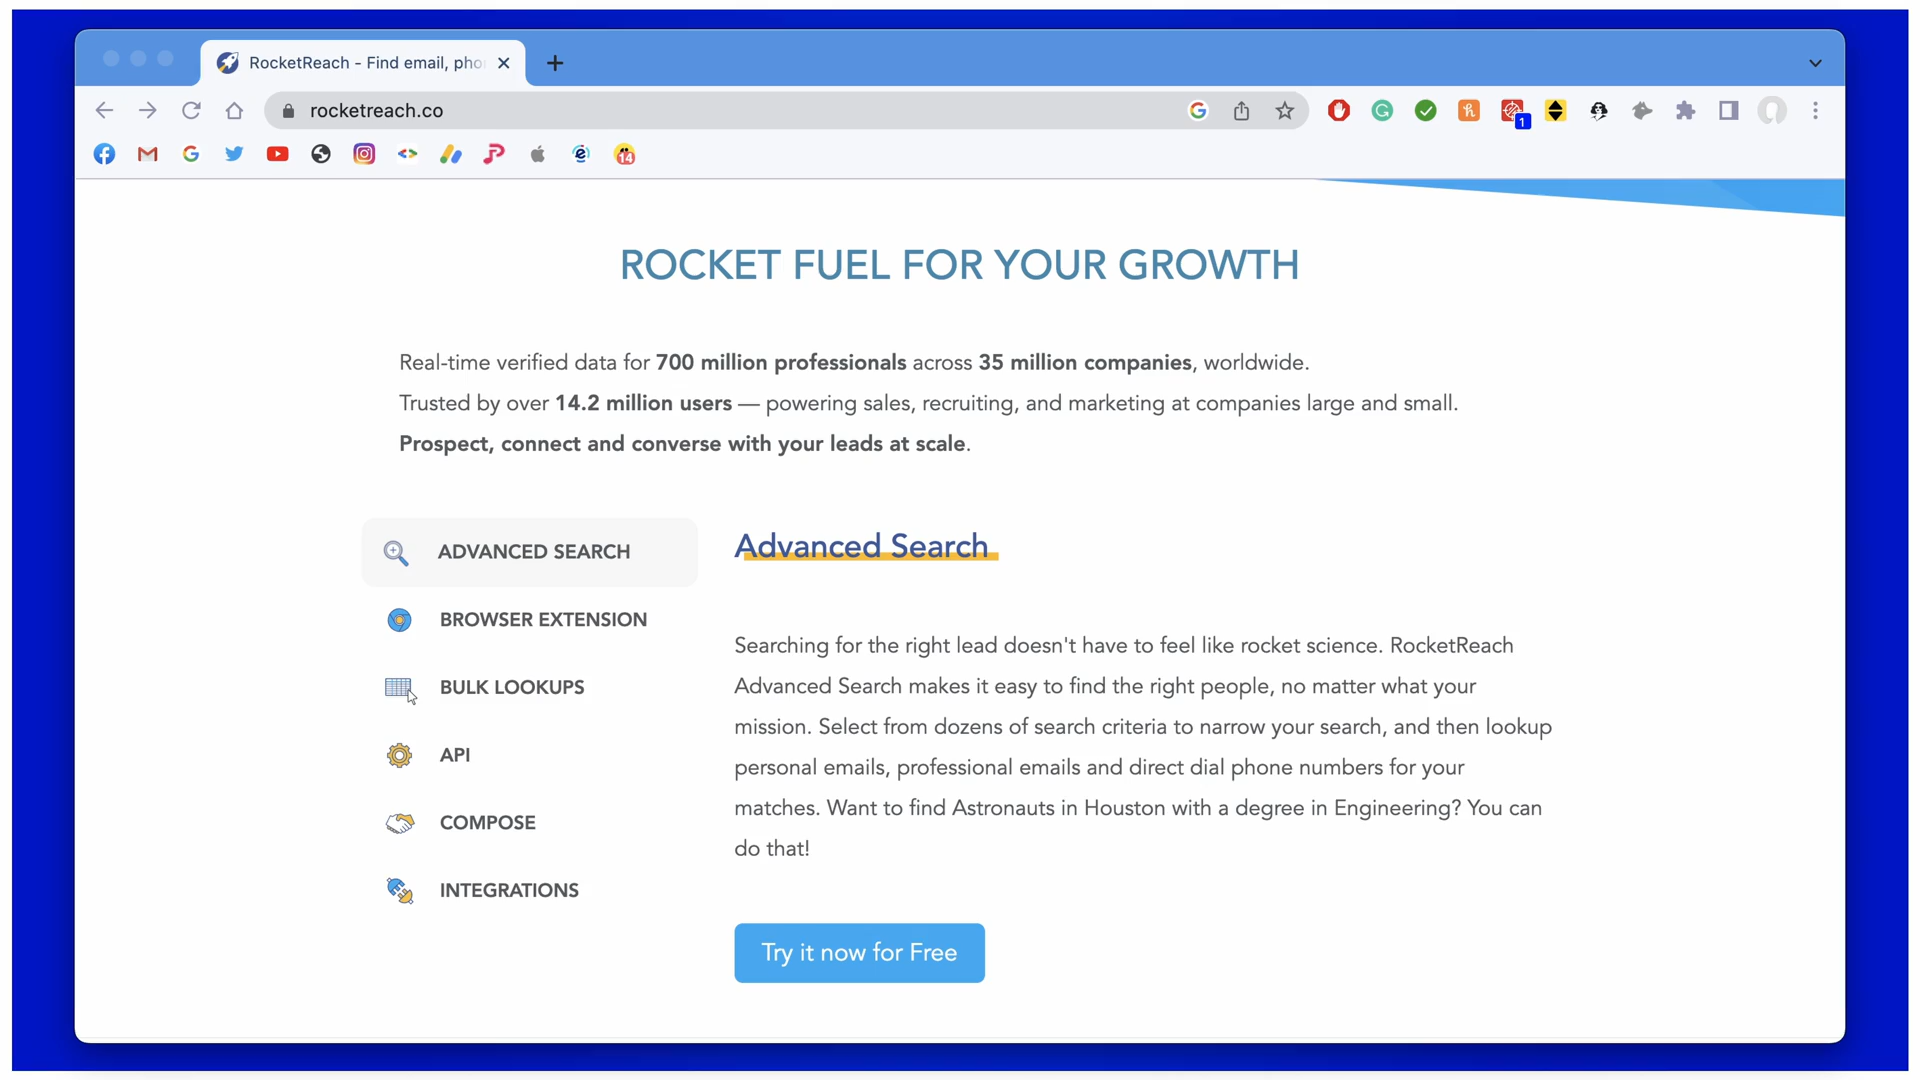 RocketReach - Find email, pho
rocketreach.co
1
14
ROCKET FUEL FOR YOUR GROWTH
Real-time verified data for 700 million professionals across 35 million companies, worldwide.
Trusted by over 14.2 million users — powering sales, recruiting, and marketing at companies large and small.
Prospect, connect and converse with your leads at scale.
ADVANCED SEARCH
BROWSER EXTENSION
BULK LOOKUPS
API
COMPOSE
INTEGRATIONS
Advanced Search
Searching for the right lead doesn't have to feel like rocket science. RocketReach
Advanced Search makes it easy to find the right people, no matter what your
mission. Select from dozens of search criteria to narrow your search, and then lookup
personal emails, professional emails and direct dial phone numbers for your
matches. Want to find Astronauts in Houston with a degree in Engineering? You can
do that!
Try it now for Free